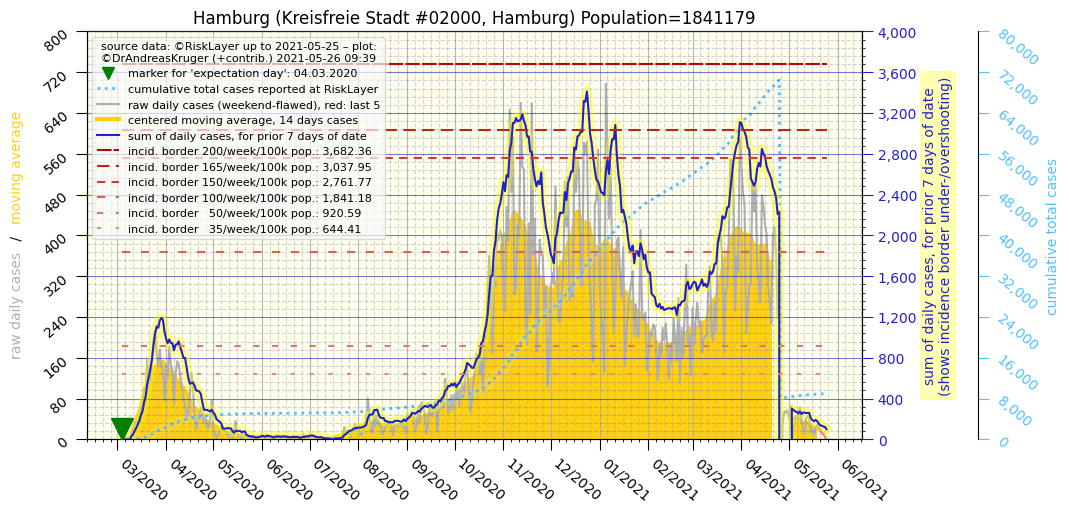 Hamburg (Kreisfreie Stadt #02000, Hamburg) Population=1841179
source data: ©RiskLayer up to 2021-05-25 – plot:
©DrAndreasKruger (+contrib.) 2021-05-26 09:39
marker for 'expectation day': 04.03.2020
cumulative total cases reported at RiskLayer
raw daily cases (weekend-flawed), red: last 5
centered moving average, 14 days cases
sum of daily cases, for prior 7 days of date
incid. border 200/week/100k pop.: 3,682.36
incid. border 165/week/100k pop.: 3,037.95
incid. border 150/week/100k pop.: 2,761.77
incid. border 100/week/100k pop.: 1,841.18
incid. border 50/week/100k pop.: 920.59
incid. border 35/week/100k pop.: 644.41
raw daily cases / moving average
800
720
640
560
480
400
320
240
160
80
0
03/2020
04/2020
05/2020
06/2020
07/2020
08/2020
09/2020
10/2020
11/2020
12/2020
01/2021
02/2021
03/2021
04/2021
05/2021
06/2021
4,000
3,600
3,200
2,800
2,400
2,000
1,600
1,200
800
400
0
sum of daily cases, for prior 7 days of date
(shows incidence border under-/overshooting)
80,000
72,000
64,000
56,000
48,000
40,000
32,000
24,000
16,000
8,000
0
cumulative total cases